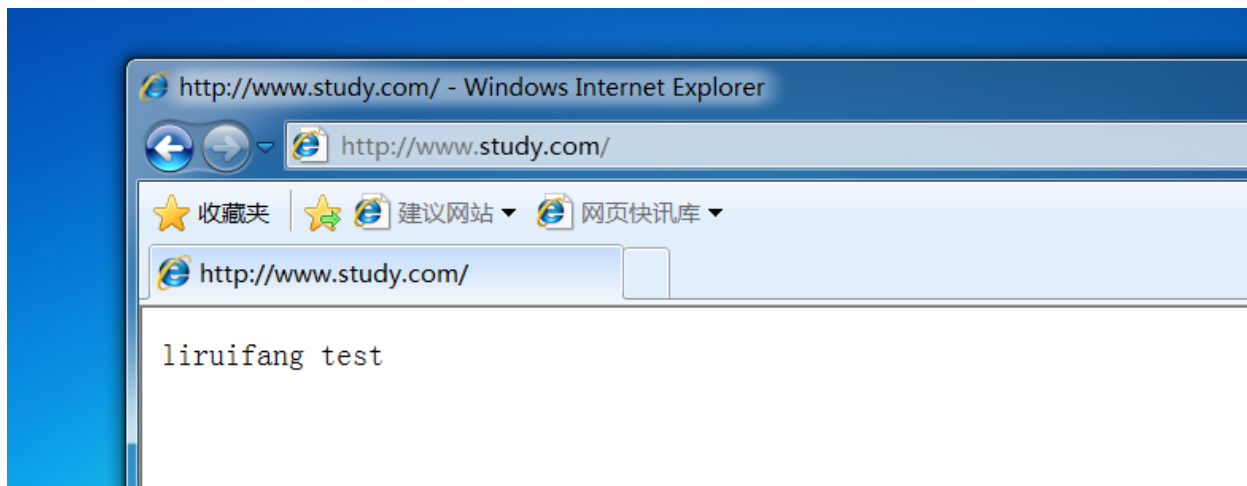 http://www.study.com/ - Windows Internet Explorer
http://www.study.com/
收藏夹 建议网站 网页快讯库
http://www.study.com/
liruifang test